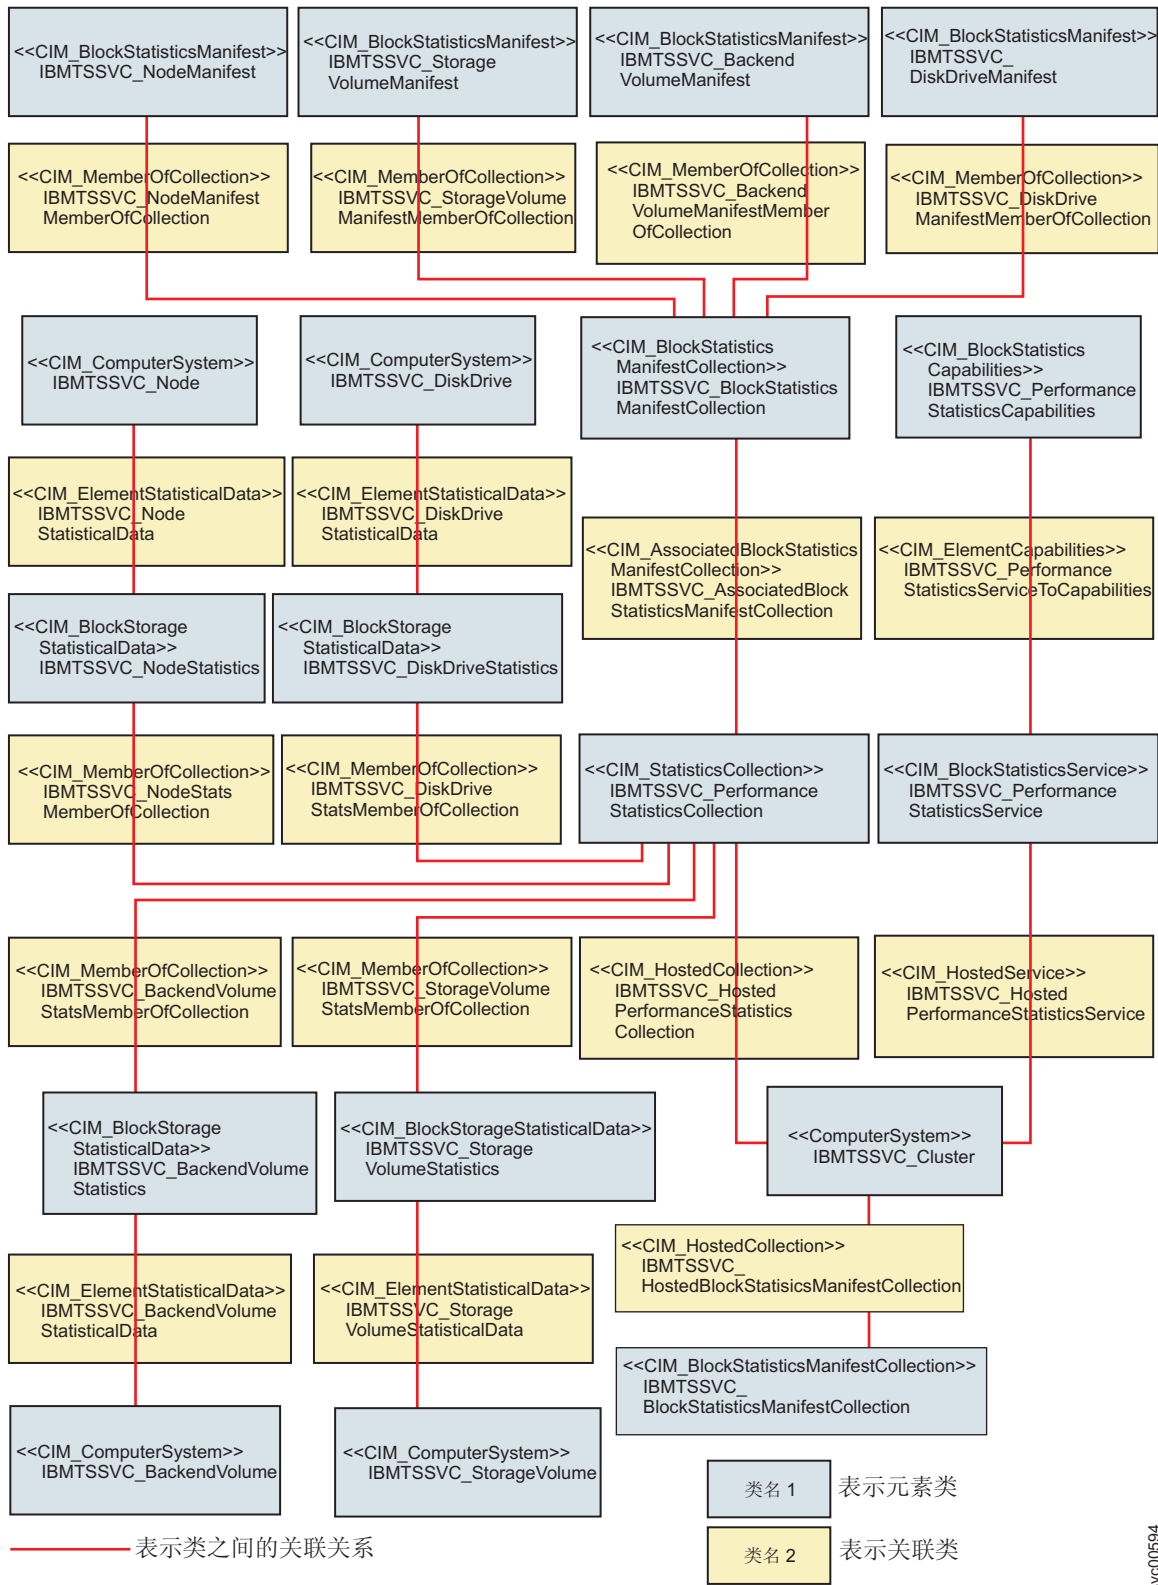 <<CIM_BlockStatisticsManifest>>
IBMTSSVC_NodeManifest
<<CIM_BlockStatisticsManifest>>
IBMTSSVC_Storage
VolumeManifest
<<CIM_BlockStatisticsManifest>>
IBMTSSVC_Backend
VolumeManifest
<<CIM_BlockStatisticsManifest>>
IBMTSSVC_
DiskDriveManifest
<<CIM_MemberOfCollection>>
IBMTSSVC_NodeManifest
MemberOfCollection
<<CIM_MemberOfCollection>>
IBMTSSVC_StorageVolume
ManifestMemberOfCollection
<<CIM_MemberOfCollection>>
IBMTSSVC_Backend
VolumeManifestMember
OfCollection
<<CIM_MemberOfCollection>>
IBMTSSVC_DiskDrive
ManifestMemberOfCollection
<<CIM_ComputerSystem>>
IBMTSSVC_Node
<<CIM_ComputerSystem>>
IBMTSSVC_DiskDrive
<<CIM_BlockStatistics
ManifestCollection>>
IBMTSSVC_BlockStatistics
ManifestCollection
<<CIM_BlockStatistics
Capabilities>>
IBMTSSVC_Performance
StatisticsCapabilities
<<CIM_ElementStatisticalData>>
IBMTSSVC_Node
StatisticalData
<<CIM_ElementStatisticalData>>
IBMTSSVC_DiskDrive
StatisticalData
<<CIM_AssociatedBlockStatistics
ManifestCollection>>
IBMTSSVC_AssociatedBlock
StatisticsManifestCollection
<<CIM_ElementCapabilities>>
IBMTSSVC_Performance
StatisticsServiceToCapabilities
<<CIM_BlockStorage
StatisticalData>>
IBMTSSVC_NodeStatistics
<<CIM_BlockStorage
StatisticalData>>
IBMTSSVC_DiskDriveStatistics
<<CIM_MemberOfCollection>>
IBMTSSVC_NodeStats
MemberOfCollection
<<CIM_MemberOfCollection>>
IBMTSSVC_DiskDrive
StatsMemberOfCollection
<<CIM_StatisticsCollection>>
IBMTSSVC_Performance
StatisticsCollection
<<CIM_BlockStatisticsService>>
IBMTSSVC_Performance
StatisticsService
<<CIM_MemberOfCollection>>
IBMTSSVC_BackendVolume
StatsMemberOfCollection
<<CIM_MemberOfCollection>>
IBMTSSVC_StorageVolume
StatsMemberOfCollection
<<CIM_HostedCollection>>
IBMTSSVC_Hosted
PerformanceStatistics
Collection
<<CIM_HostedService>>
IBMTSSVC_Hosted
PerformanceStatisticsService
<<CIM_BlockStorage
StatisticalData>>
IBMTSSVC_BackendVolume
Statistics
<<CIM_BlockStorageStatisticalData>>
IBMTSSVC_Storage
VolumeStatistics
<<ComputerSystem>>
IBMTSSVC_Cluster
<<CIM_HostedCollection>>
IBMTSSVC_
HostedBlockStatisicsManifestCollection
<<CIM_ElementStatisticalData>>
IBMTSSVC_BackendVolume
StatisticalData
<<CIM_ElementStatisticalData>>
IBMTSSVC_Storage
VolumeStatisticalData
<<CIM_BlockStatisticsManifestCollection>>
IBMTSSVC_
BlockStatisticsManifestCollection
<<CIM_ComputerSystem>>
IBMTSSVC_BackendVolume
<<CIM_ComputerSystem>>
IBMTSSVC_StorageVolume
类名 1
表示元素类
表示类之间的关联关系
类名 2
表示关联类